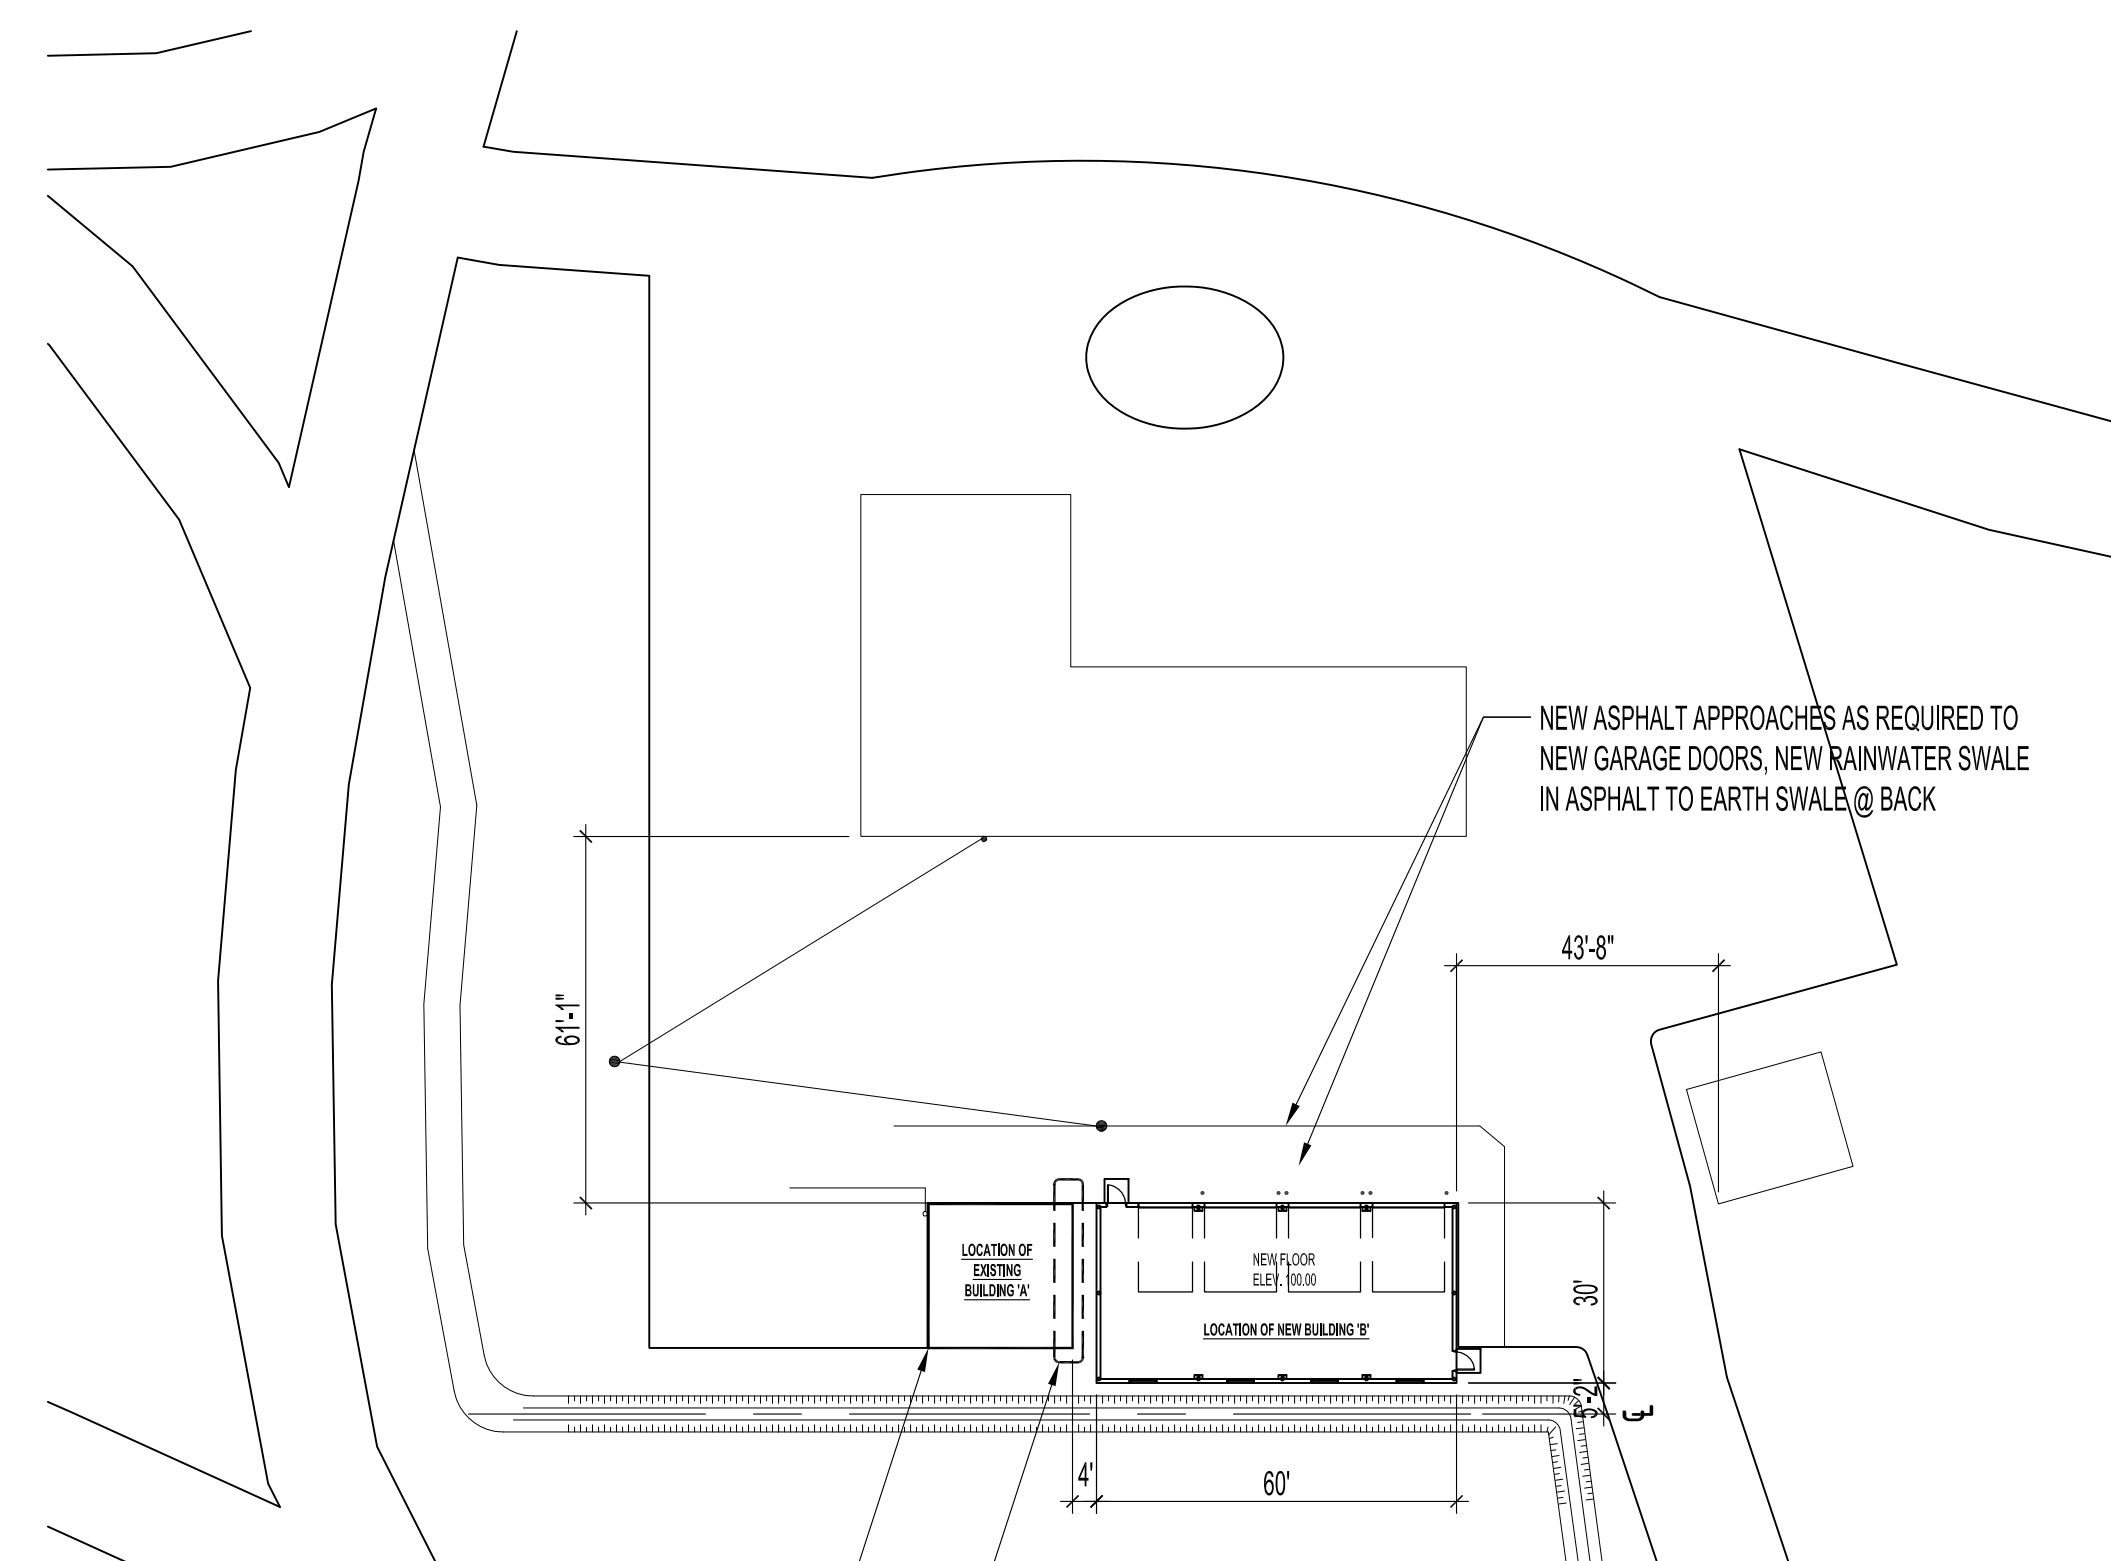 NEW ASPHALT APPROACHES AS REQUIRED TO
NEW GARAGE DOORS, NEW RAINWATER SWALE
IN ASPHALT TO EARTH SWALE @ BACK
43'-8"
61'-1"
LOCATION OF
EXISTING
BUILDING 'A'
NEW FLOOR
ELEV. 100.00
LOCATION OF NEW BUILDING 'B'
30'
5'-2"
4'
60'